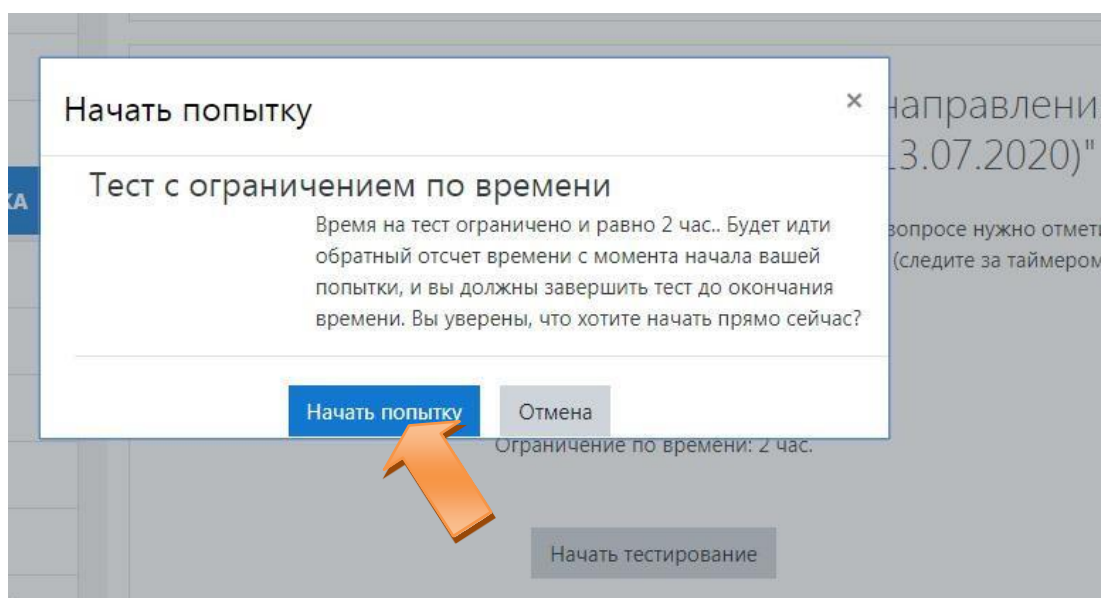 Начать попытку
×
Тест с ограничением по времени
Время на тест ограничено и равно 2 час.. Будет идти
обратный отсчет времени с момента начала вашей
попытки, и вы должны завершить тест до окончания
времени. Вы уверены, что хотите начать прямо сейчас?
Начать попытку
Отмена
направлени
13.07.2020)"
КА
вопросе нужно отмети
(следите за таймером
Ограничение по времени: 2 час.
Начать тестирование